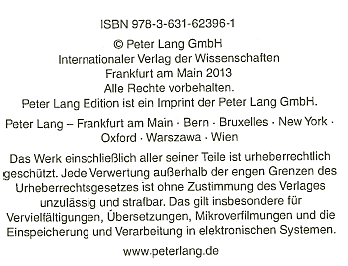 ISBN 978-3-631-62396-1
© Peter Lang GmbH
Internationaler Verlag der Wissenschaften
Frankfurt am Main 2013
Alle Rechte vorbehalten.
Peter Lang Edition ist ein Imprint der Peter Lang GmbH.
Peter Lang – Frankfurt am Main · Bern · Bruxelles · New York ·
Oxford · Warszawa · Wien
Das Werk einschließlich aller seiner Teile ist urheberrechtlich
geschützt. Jede Verwertung außerhalb der engen Grenzen des
Urheberrechtsgesetzes ist ohne Zustimmung des Verlages
unzulässig und strafbar. Das gilt insbesondere für
Vervielfältigungen, Übersetzungen, Mikroverfilmungen und die
Einspeicherung und Verarbeitung in elektronischen Systemen.
www.peterlang.de